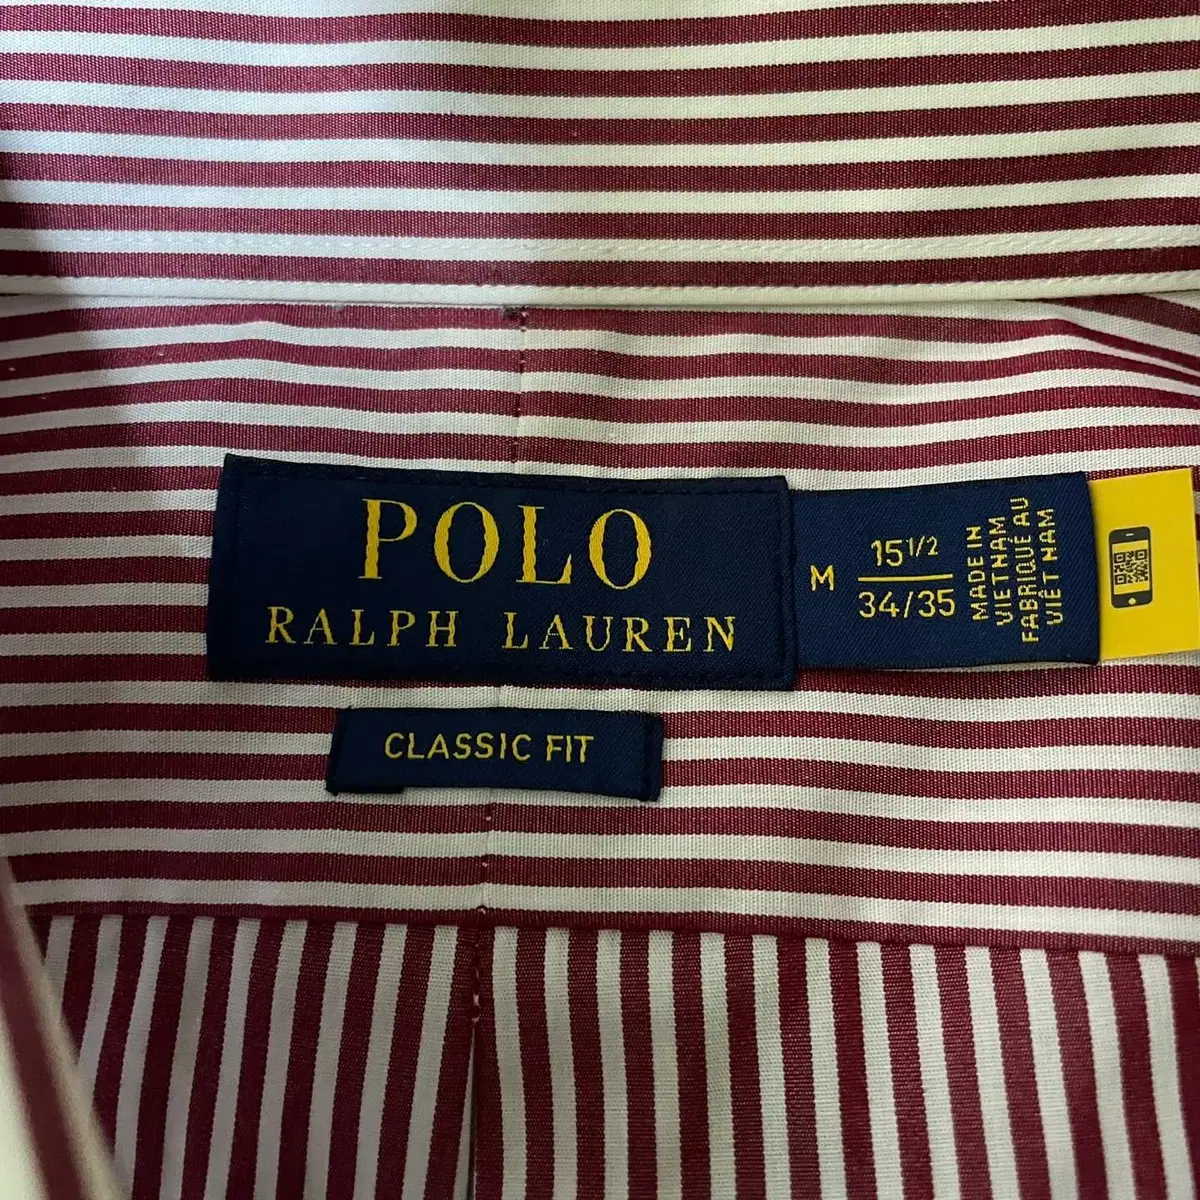 POLO
RALPH LAUREN
M
15 1/2
34/35
MADE IN
VIETNAM
FABRIQUÉ AU
VIÊT NAM
CLASSIC FIT